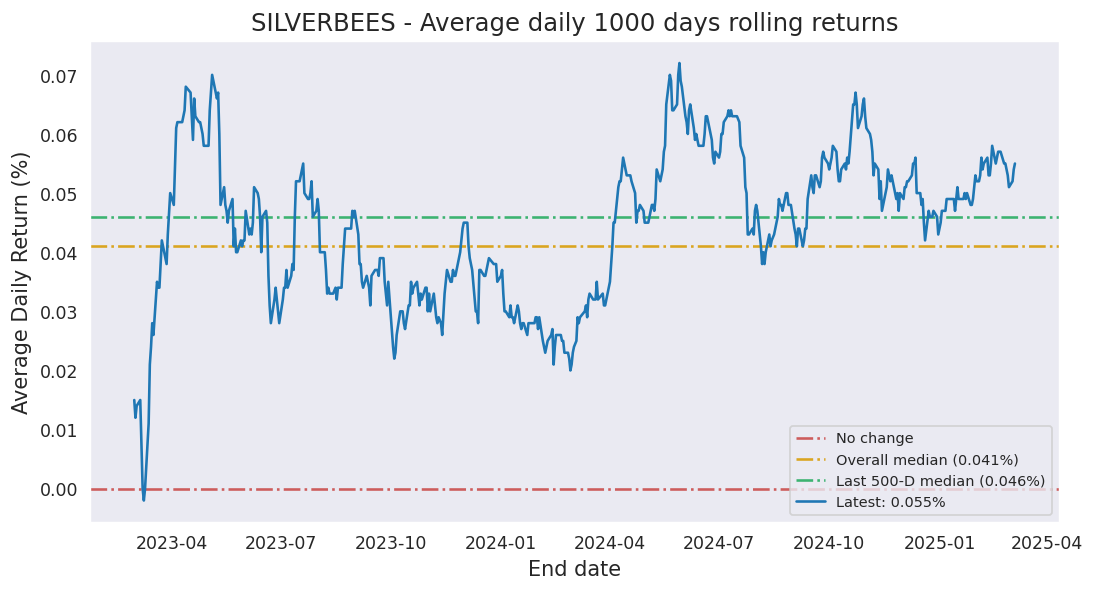 SILVERBEES - Average daily 1000 days rolling returns
Average Daily Return (%)
0.07
0.06
0.05
0.04
0.03
0.02
0.01
0.00
No change
Overall median (0.041%)
Last 500-D median (0.046%)
Latest: 0.055%
2023-04 2023-07 2023-10 2024-01 2024-04 2024-07 2024-10 2025-01 2025-04
End date